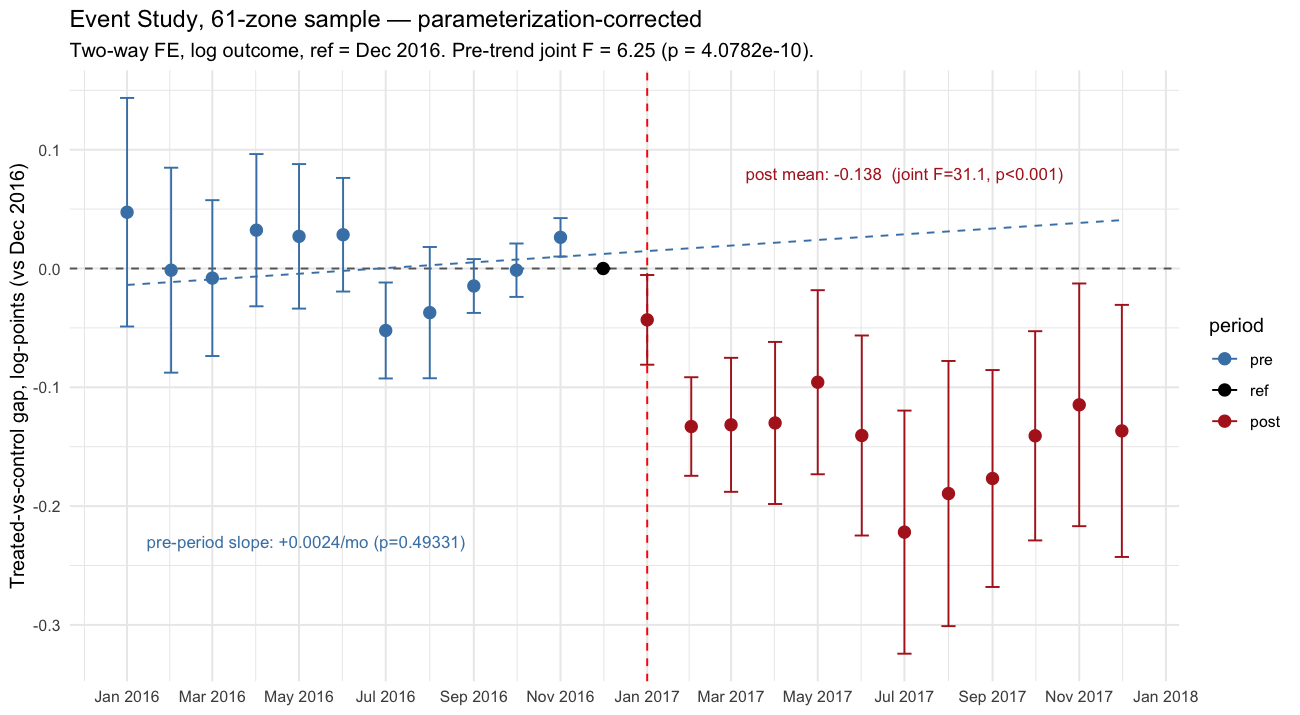 Event Study, 61-zone sample — parameterization-corrected
Two-way FE, log outcome, ref = Dec 2016. Pre-trend joint F = 6.25 (p = 4.0782e-10).
Treated-vs-control gap, log-points (vs Dec 2016)
0.1
0.0
-0.1
-0.2
-0.3
post mean: -0.138 (joint F=31.1, p<0.001)
pre-period slope: +0.0024/mo (p=0.49331)
Jan 2016 Mar 2016 May 2016 Jul 2016 Sep 2016 Nov 2016 Jan 2017 Mar 2017 May 2017 Jul 2017 Sep 2017 Nov 2017 Jan 2018
period
pre
ref
post